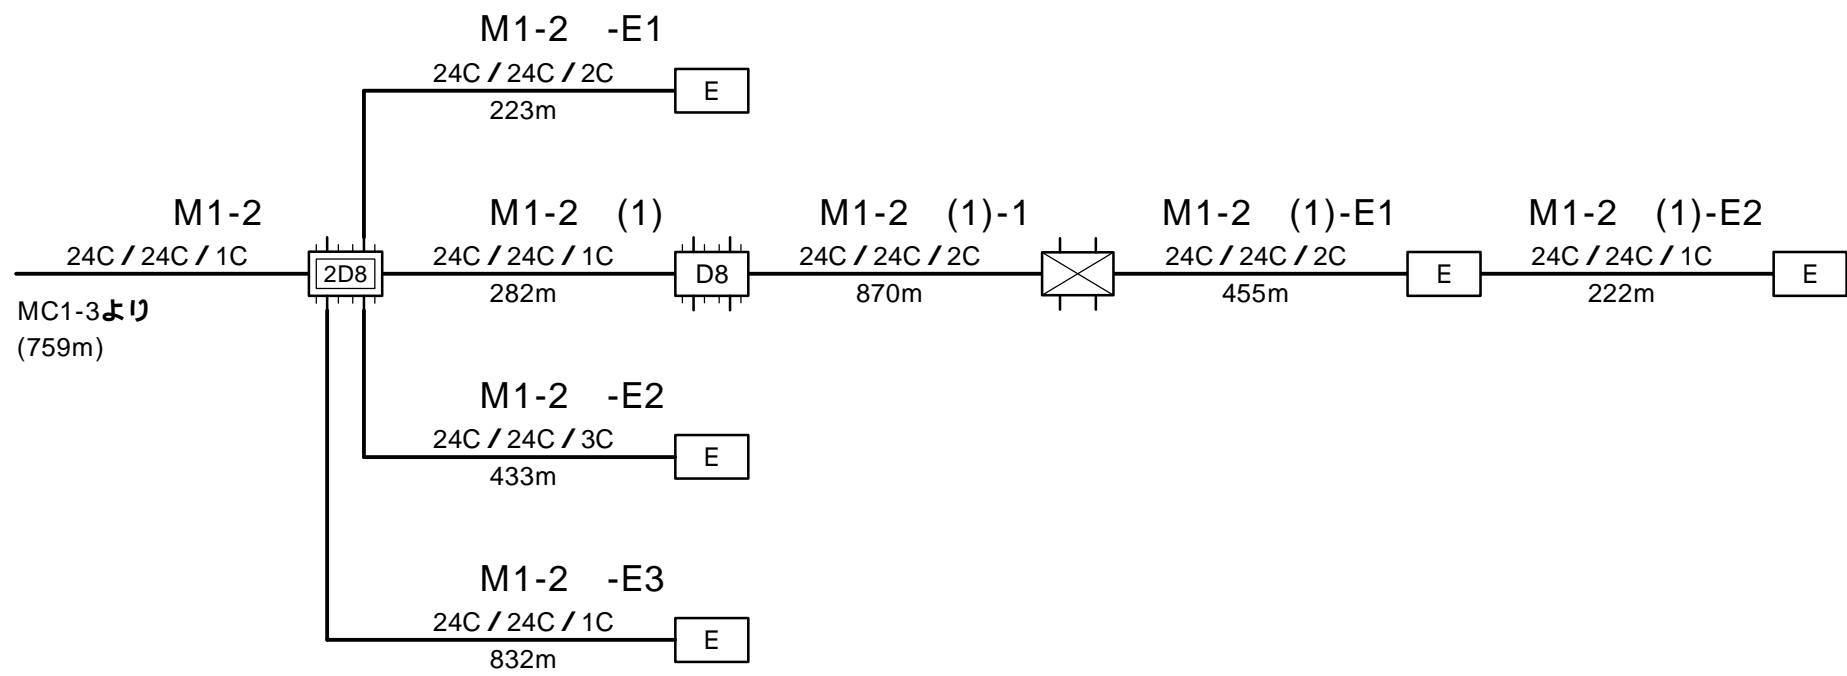 M1-2 -E1
24C / 24C / 2C
E
223m
M1-2
24C / 24C / 1C
2D8
MC1-3より
(759m)
M1-2 (1)
24C / 24C / 1C
282m
D8
M1-2 (1)-1
24C / 24C / 2C
870m
M1-2 (1)-E1
24C / 24C / 2C
455m
E
M1-2 (1)-E2
24C / 24C / 1C
222m
E
M1-2 -E2
24C / 24C / 3C
433m
E
M1-2 -E3
24C / 24C / 1C
832m
E